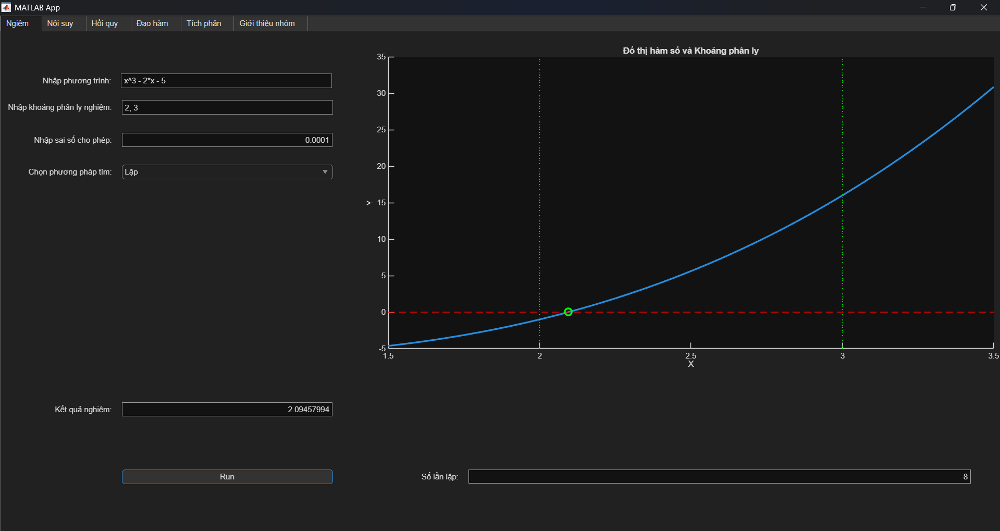 MATLAB App
Ngiệm
Nội suy
Hồi quy
Đạo hàm
Tích phân
Giới thiệu nhóm
Nhập phương trình:
x^3 - 2*x - 5
Nhập khoảng phân ly nghiệm:
2, 3
Nhập sai số cho phép:
0.0001
Chọn phương pháp tìm:
Lặp
Đồ thị hàm số và Khoảng phân ly
35
30
25
20
15
10
5
0
-5
Y
1.5
2
2.5
3
3.5
X
Kết quả nghiệm:
2.09457994
Run
Số lần lặp:
8